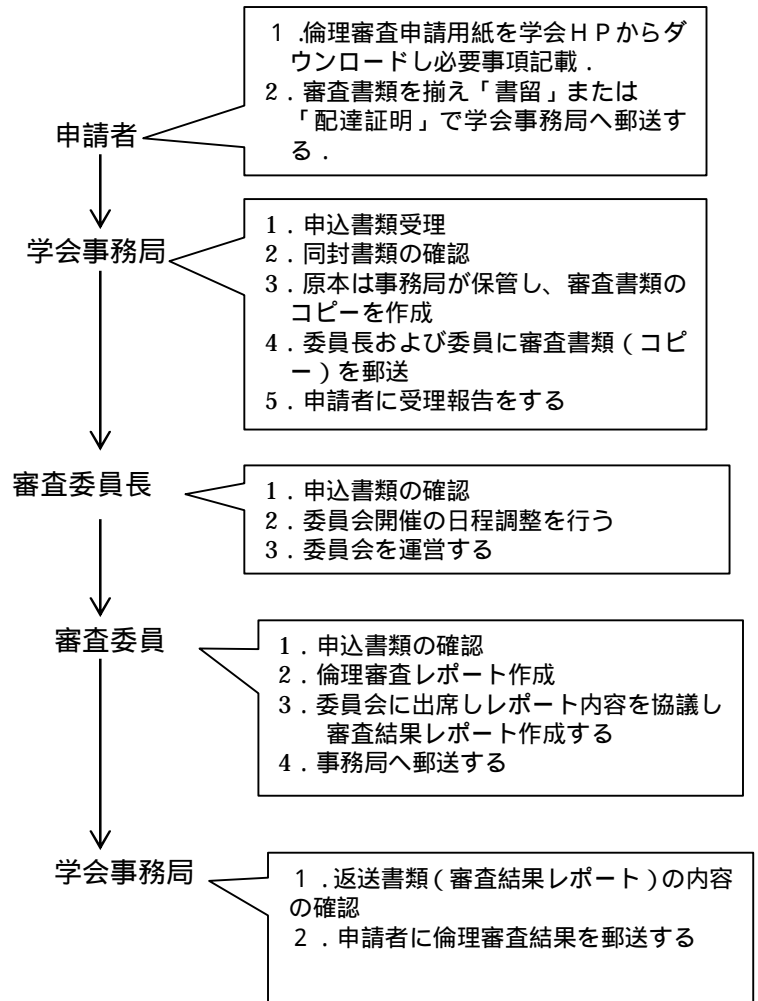 1．倫理審査申請用紙を学会ＨＰからダ
ウンロードし必要事項記載．
2．審査書類を揃え「書留」または
「配達証明」で学会事務局へ郵送す
る．
申請者
学会事務局
1．申込書類受理
2．同封書類の確認
3．原本は事務局が保管し、審査書類の
コピーを作成
4．委員長および委員に審査書類（コピ
ー）を郵送
5．申請者に受理報告をする
審査委員長
1．申込書類の確認
2．委員会開催の日程調整を行う
3．委員会を運営する
審査委員
1．申込書類の確認
2．倫理審査レポート作成
3．委員会に出席しレポート内容を協議し
審査結果レポート作成する
4．事務局へ郵送する
学会事務局
1．返送書類（審査結果レポート）の内容
の確認
2．申請者に倫理審査結果を郵送する